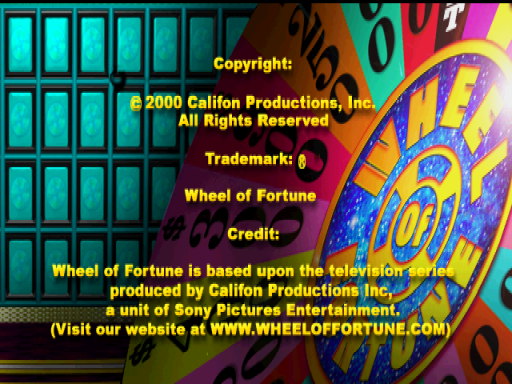 Copyright:
© 2000 Califon Productions, Inc.
All Rights Reserved
Trademark: ®
Wheel of Fortune
Credit:
Wheel of Fortune is based upon the television series
produced by Califon Productions Inc,
a unit of Sony Pictures Entertainment.
(Visit our website at WWW.WHEELOFFORTUNE.COM)
WHEEL
OF
FORTUNE
$300
T